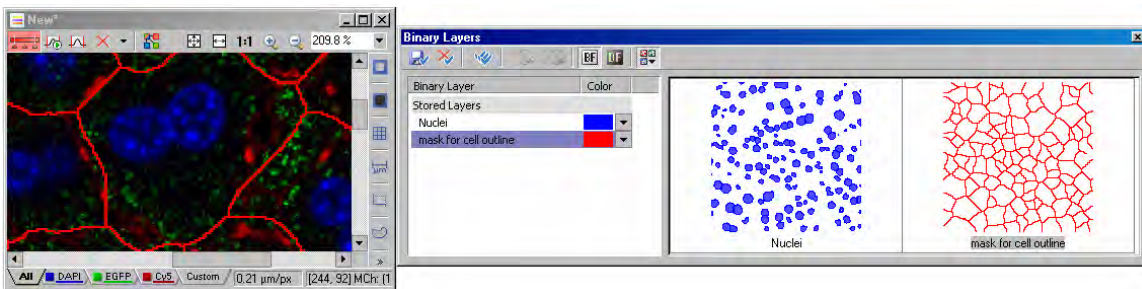 New*
1:1
209.8 %
µm
»
All DAPI EGFP Cy5 Custom 0.21 µm/px [244, 92] MCh: (1
Binary Layers
BF DF
Binary Layer Color
Stored Layers
Nuclei
mask for cell outline
Nuclei
mask for cell outline